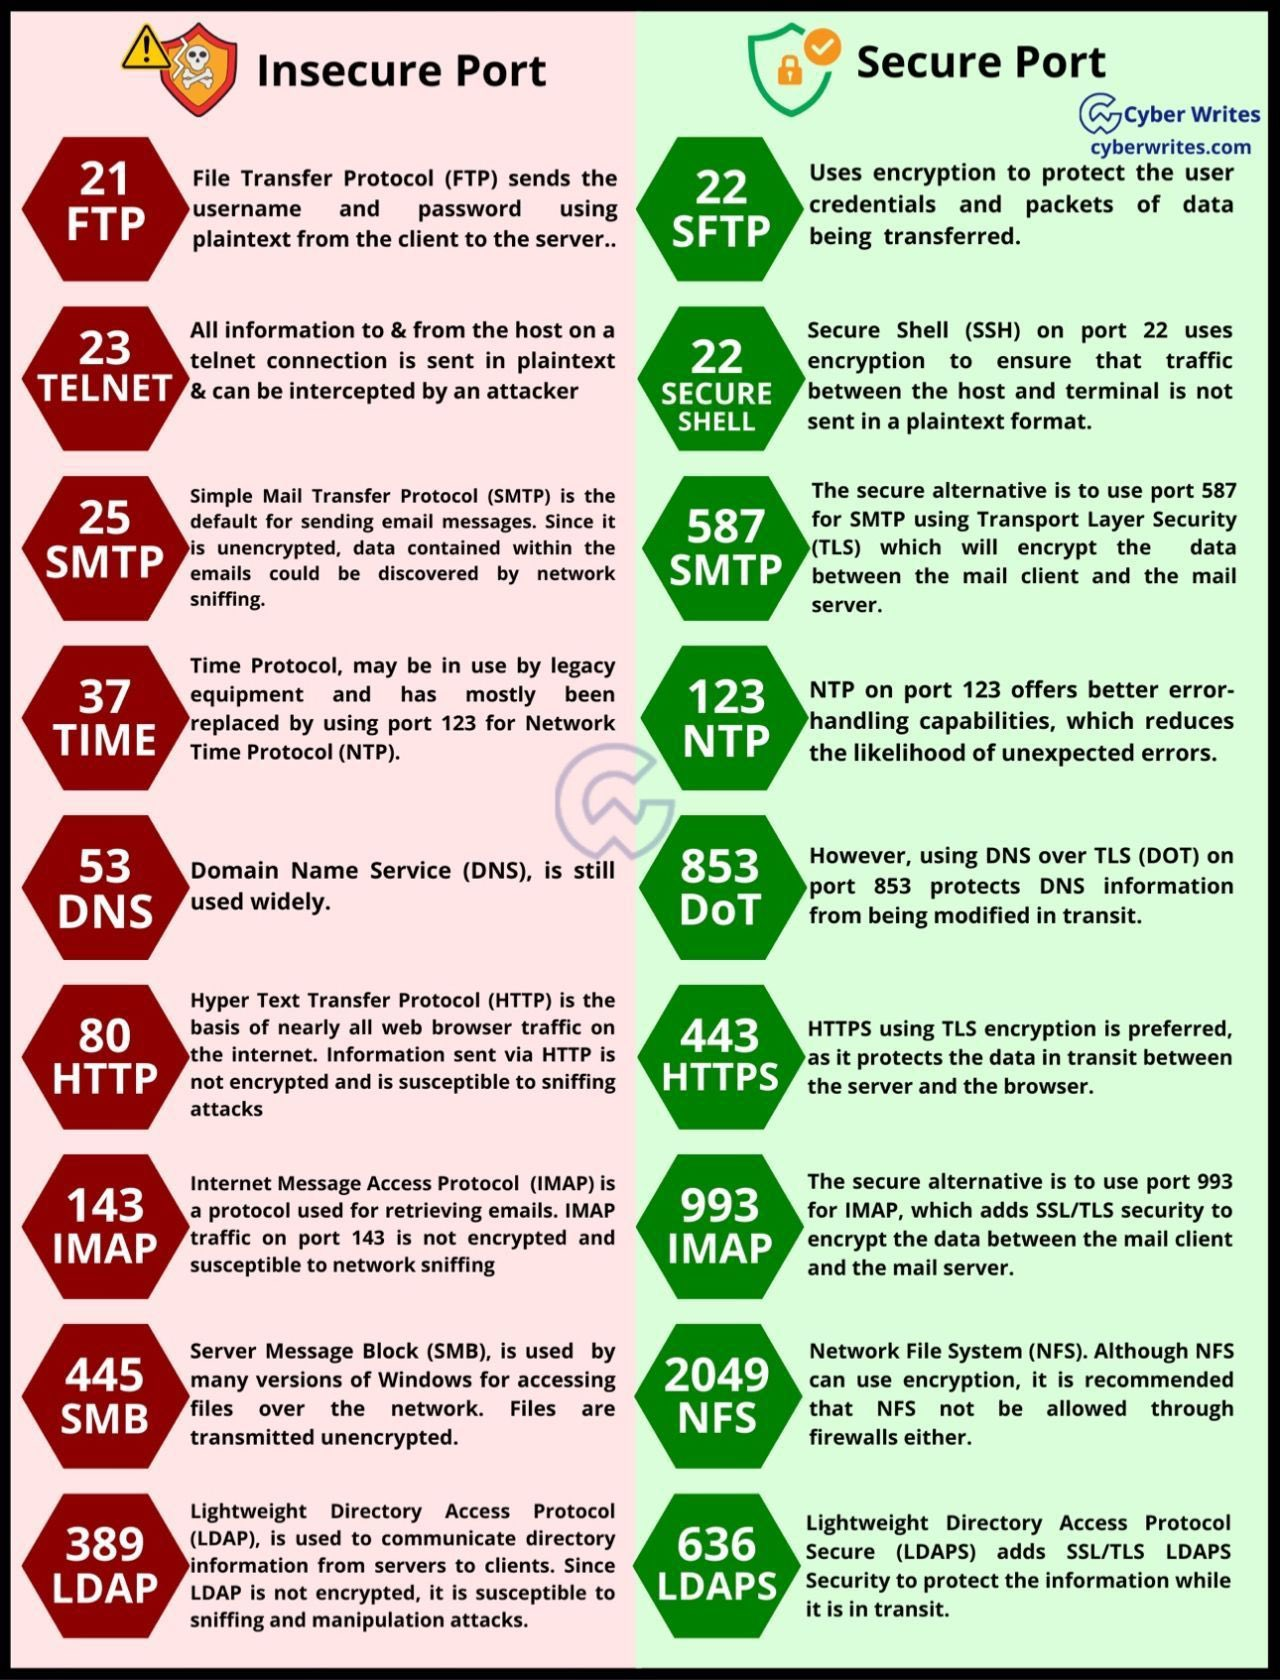 Insecure Port
Secure Port
Cyber Writes
cyberwrites.com
21
FTP
File Transfer Protocol (FTP) sends the
username and password using
plaintext from the client to the server..
22
SFTP
Uses encryption to protect the user
credentials and packets of data
being transferred.
23
TELNET
All information to & from the host on a
telnet connection is sent in plaintext
& can be intercepted by an attacker
22
SECURE
SHELL
Secure Shell (SSH) on port 22 uses
encryption to ensure that traffic
between the host and terminal is not
sent in a plaintext format.
25
SMTP
Simple Mail Transfer Protocol (SMTP) is the
default for sending email messages. Since it
is unencrypted, data contained within the
emails could be discovered by network
sniffing.
587
SMTP
The secure alternative is to use port 587
for SMTP using Transport Layer Security
(TLS) which will encrypt the data
between the mail client and the mail
server.
37
TIME
Time Protocol, may be in use by legacy
equipment and has mostly been
replaced by using port 123 for Network
Time Protocol (NTP).
123
NTP
NTP on port 123 offers better error-
handling capabilities, which reduces
the likelihood of unexpected errors.
53
DNS
Domain Name Service (DNS), is still
used widely.
853
DoT
However, using DNS over TLS (DOT) on
port 853 protects DNS information
from being modified in transit.
80
HTTP
Hyper Text Transfer Protocol (HTTP) is the
basis of nearly all web browser traffic on
the internet. Information sent via HTTP is
not encrypted and is susceptible to sniffing
attacks
443
HTTPS
HTTPS using TLS encryption is preferred,
as it protects the data in transit between
the server and the browser.
143
IMAP
Internet Message Access Protocol (IMAP) is
a protocol used for retrieving emails. IMAP
traffic on port 143 is not encrypted and
susceptible to network sniffing
993
IMAP
The secure alternative is to use port 993
for IMAP, which adds SSL/TLS security to
encrypt the data between the mail client
and the mail server.
445
SMB
Server Message Block (SMB), is used by
many versions of Windows for accessing
files over the network. Files are
transmitted unencrypted.
2049
NFS
Network File System (NFS). Although NFS
can use encryption, it is recommended
that NFS not be allowed through
firewalls either.
389
LDAP
Lightweight Directory Access Protocol
(LDAP), is used to communicate directory
information from servers to clients. Since
LDAP is not encrypted, it is susceptible to
sniffing and manipulation attacks.
636
LDAPS
Lightweight Directory Access Protocol
Secure (LDAPS) adds SSL/TLS LDAPS
Security to protect the information while
it is in transit.